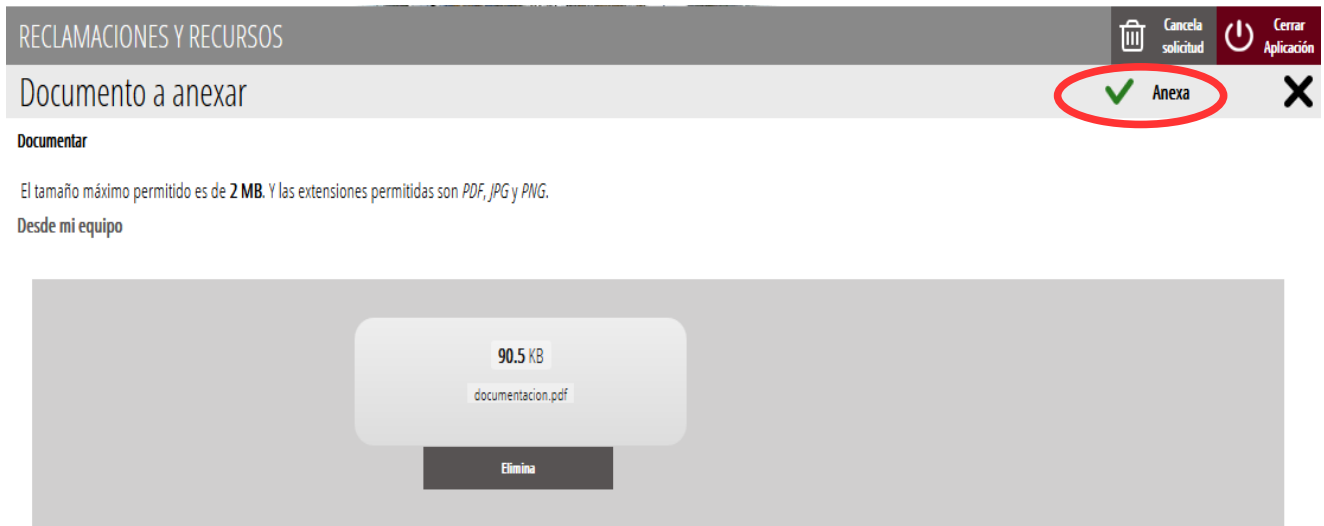 RECLAMACIONES Y RECURSOS
Cancela
solicitud
Cerrar
Aplicación
Documento a anexar
Anexa
Documentar
El tamaño máximo permitido es de 2 MB. Y las extensiones permitidas son PDF, JPG y PNG.
Desde mi equipo
90.5 KB
documentacion.pdf
Elimina